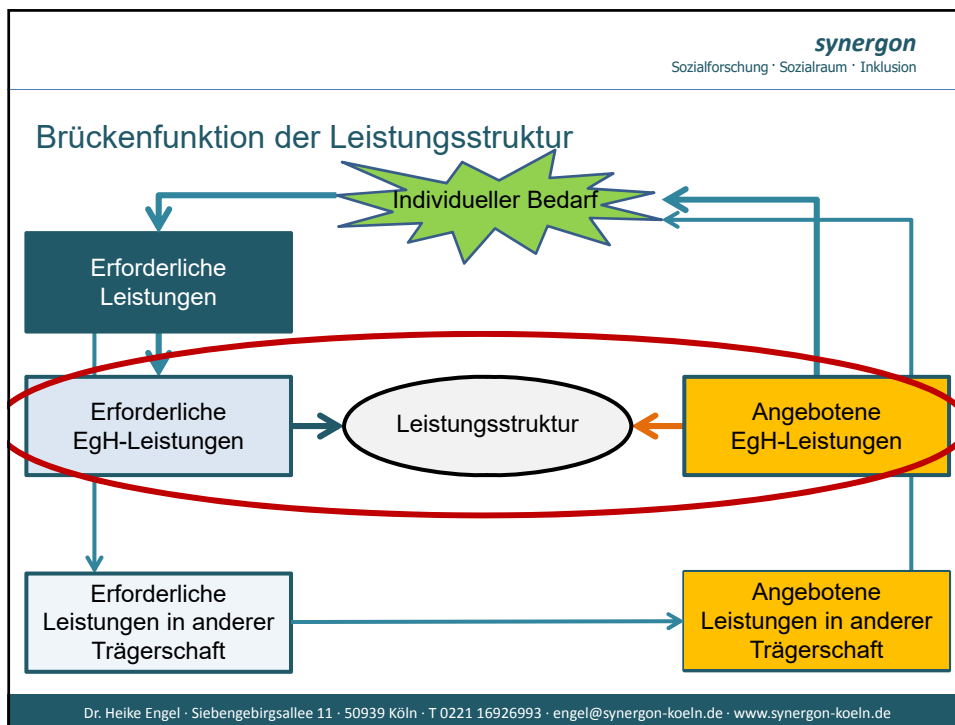 synergon
Sozialforschung · Sozialraum · Inklusion
Brückenfunktion der Leistungsstruktur
Individueller Bedarf
Erforderliche
Leistungen
Erforderliche
EgH-Leistungen
Leistungsstruktur
Angebotene
EgH-Leistungen
Erforderliche
Leistungen in anderer
Trägerschaft
Angebotene
Leistungen in anderer
Trägerschaft
Dr. Heike Engel · Siebengebirgsallee 11 · 50939 Köln · T 0221 16926993 · engel@synergon-koeln.de · www.synergon-koeln.de